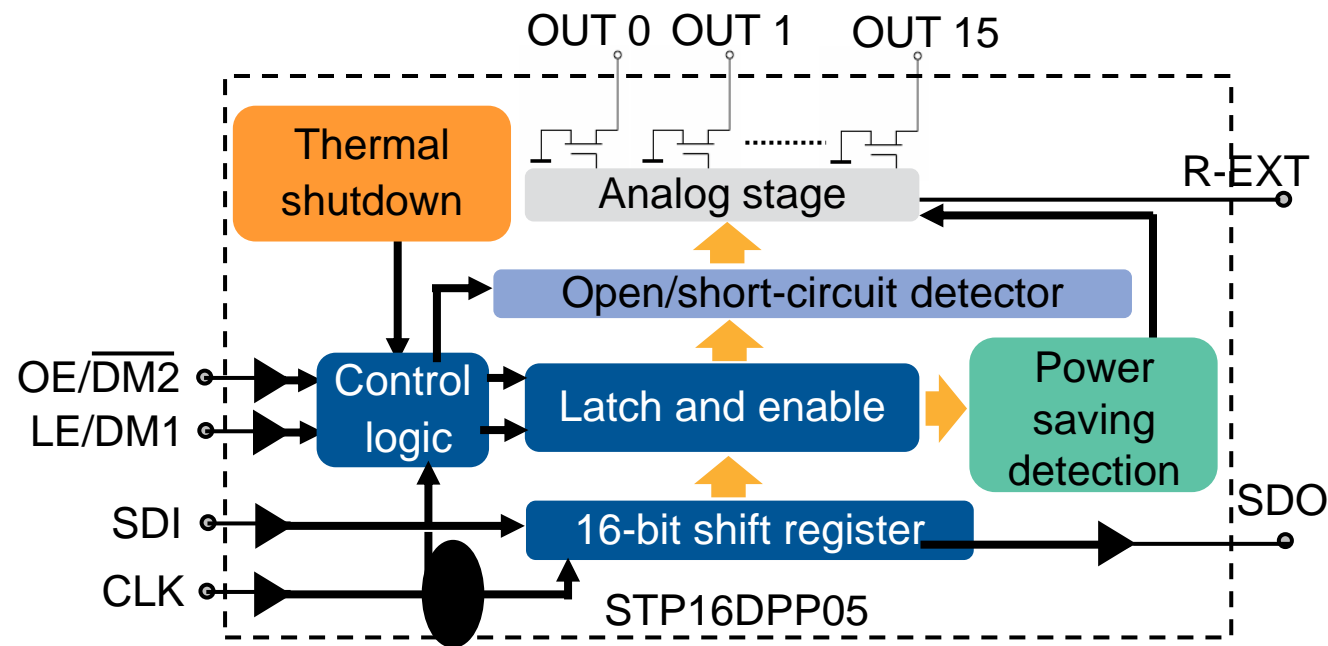 OUT 0 OUT 1 OUT 15
Thermal
shutdown
R-EXT
Analog stage
Open/short-circuit detector
OE/D̅M̅2̅
LE/DM1
Control
logic
Latch and enable
Power
saving
detection
SDI
16-bit shift register
SDO
CLK
STP16DPP05